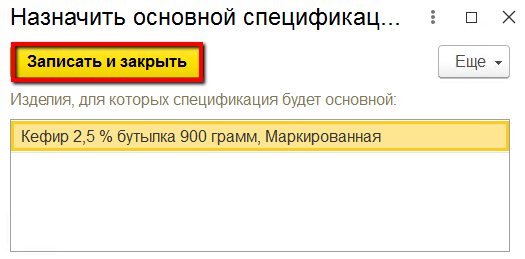 Назначить основной спецификац...
Записать и закрыть
Еще
Изделия, для которых спецификация будет основной:
Кефир 2,5 % бутылка 900 грамм, Маркированная